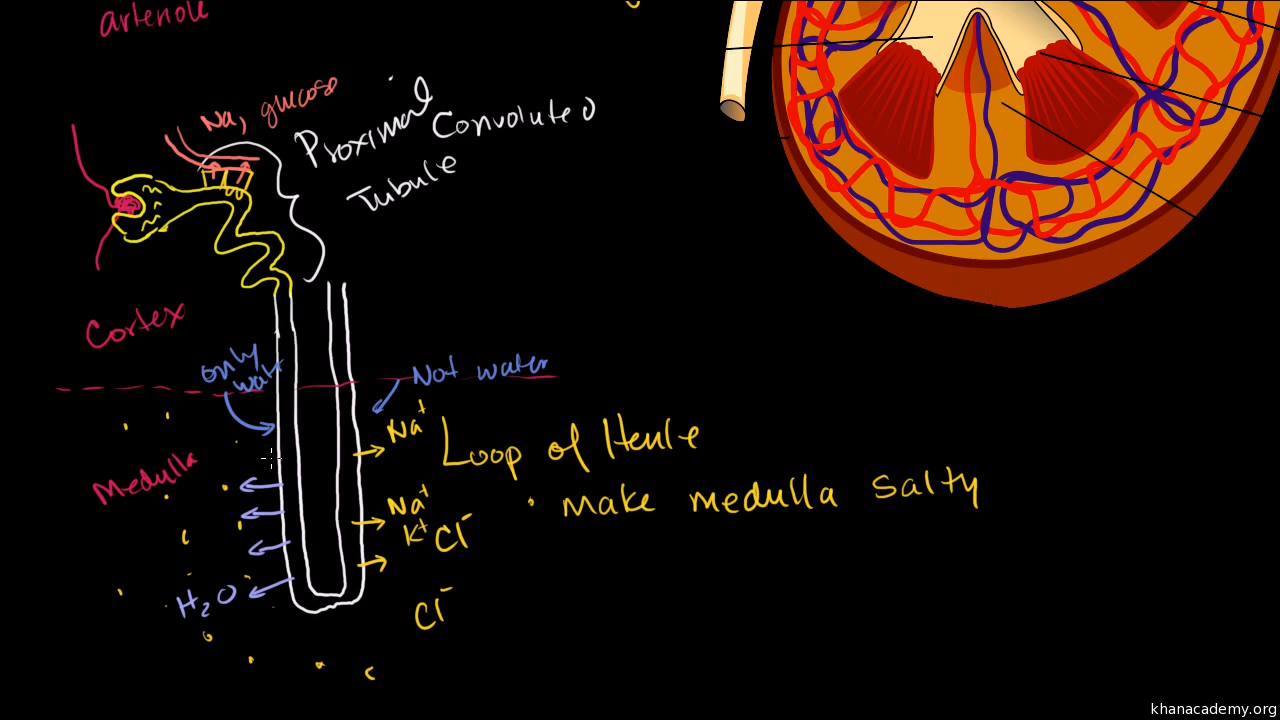 arteriole
Na, glucose
Proximal Convoluted
Tubule
Cortex
only
water
Not water
Na+
Loop of Henle
Medulla
• Make medulla salty
Na+
K+ Cl-
H2O
Cl-
khanacademy.org